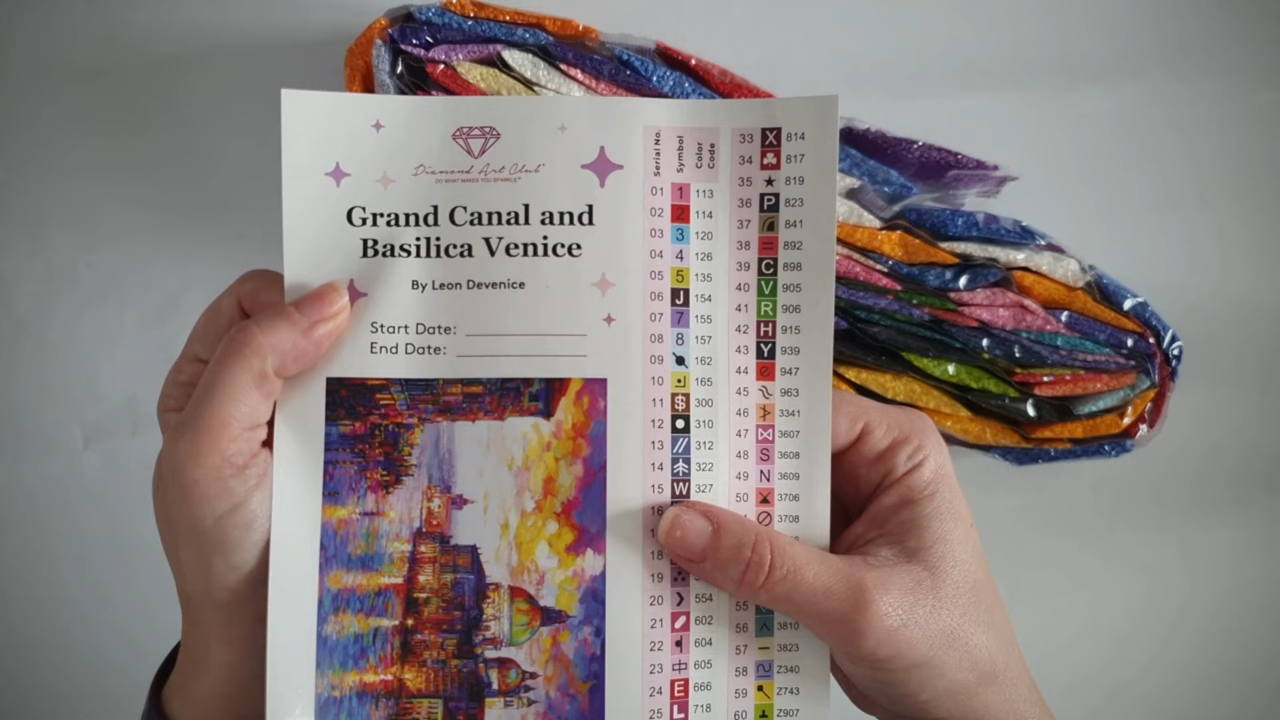 Diamond Art Club
DO WHAT MAKES YOU SPARKLE™
Grand Canal and
Basilica Venice
By Leon Devenice
Start Date:
End Date:
Serial No. Symbol Color Code
01 1 113
02 2 114
03 3 120
04 4 126
05 5 135
06 J 154
07 7 155
08 8 157
09 162
10 165
11 $ 300
12 310
13 // 312
14 322
15 W 327
16
18
19
20 554
21 602
22 604
23 605
24 E 666
25 L 718
33 X 814
34 817
35 ★ 819
36 P 823
37 841
38 = 892
39 C 898
40 V 905
41 R 906
42 H 915
43 Y 939
44 947
45 963
46 3341
47 3607
48 S 3608
49 N 3609
50 3706
3708
55
56 3810
57 – 3823
58 Z340
59 Z743
60 Z907